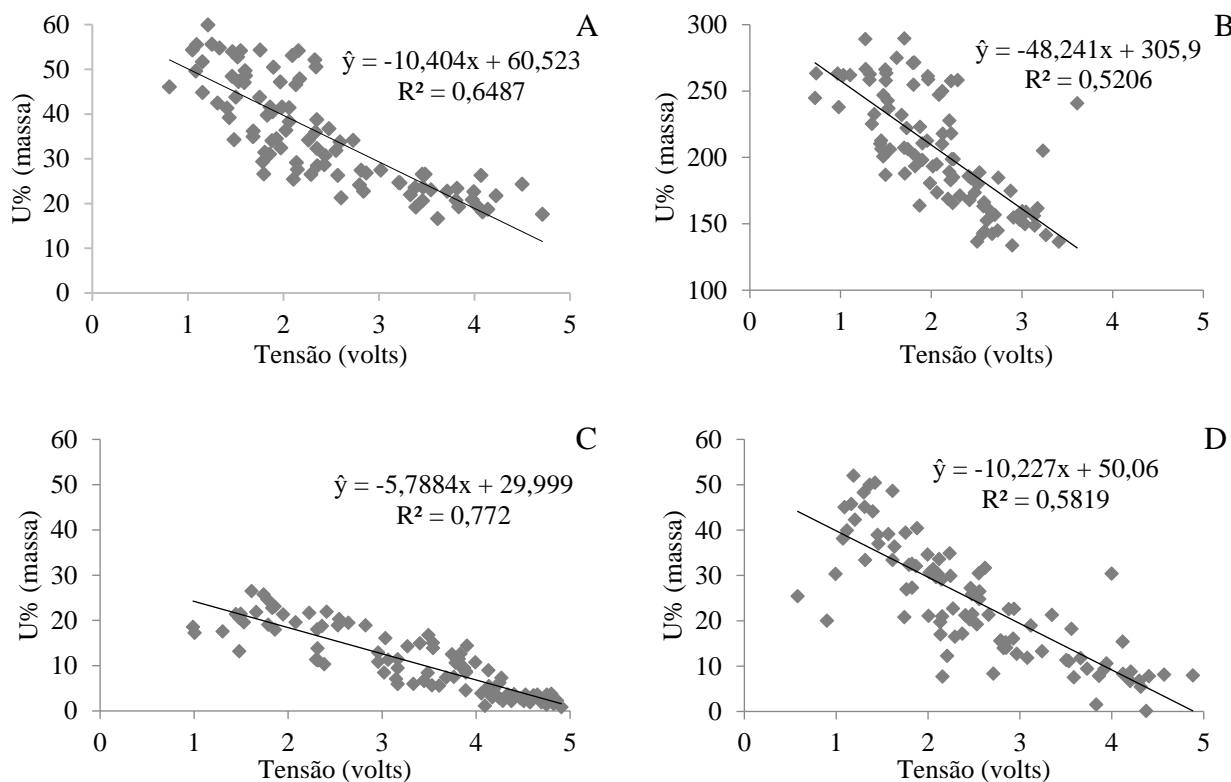 A
ŷ = -10,404x + 60,523
R² = 0,6487
U% (massa)
60
50
40
30
20
10
0
0 1 2 3 4 5
Tensão (volts)
B
ŷ = -48,241x + 305,9
R² = 0,5206
U% (massa)
300
250
200
150
100
0 1 2 3 4 5
Tensão (volts)
C
ŷ = -5,7884x + 29,999
R² = 0,772
U% (massa)
60
50
40
30
20
10
0
0 1 2 3 4 5
Tensão (volts)
D
ŷ = -10,227x + 50,06
R² = 0,5819
U% (massa)
60
50
40
30
20
10
0
0 1 2 3 4 5
Tensão (volts)